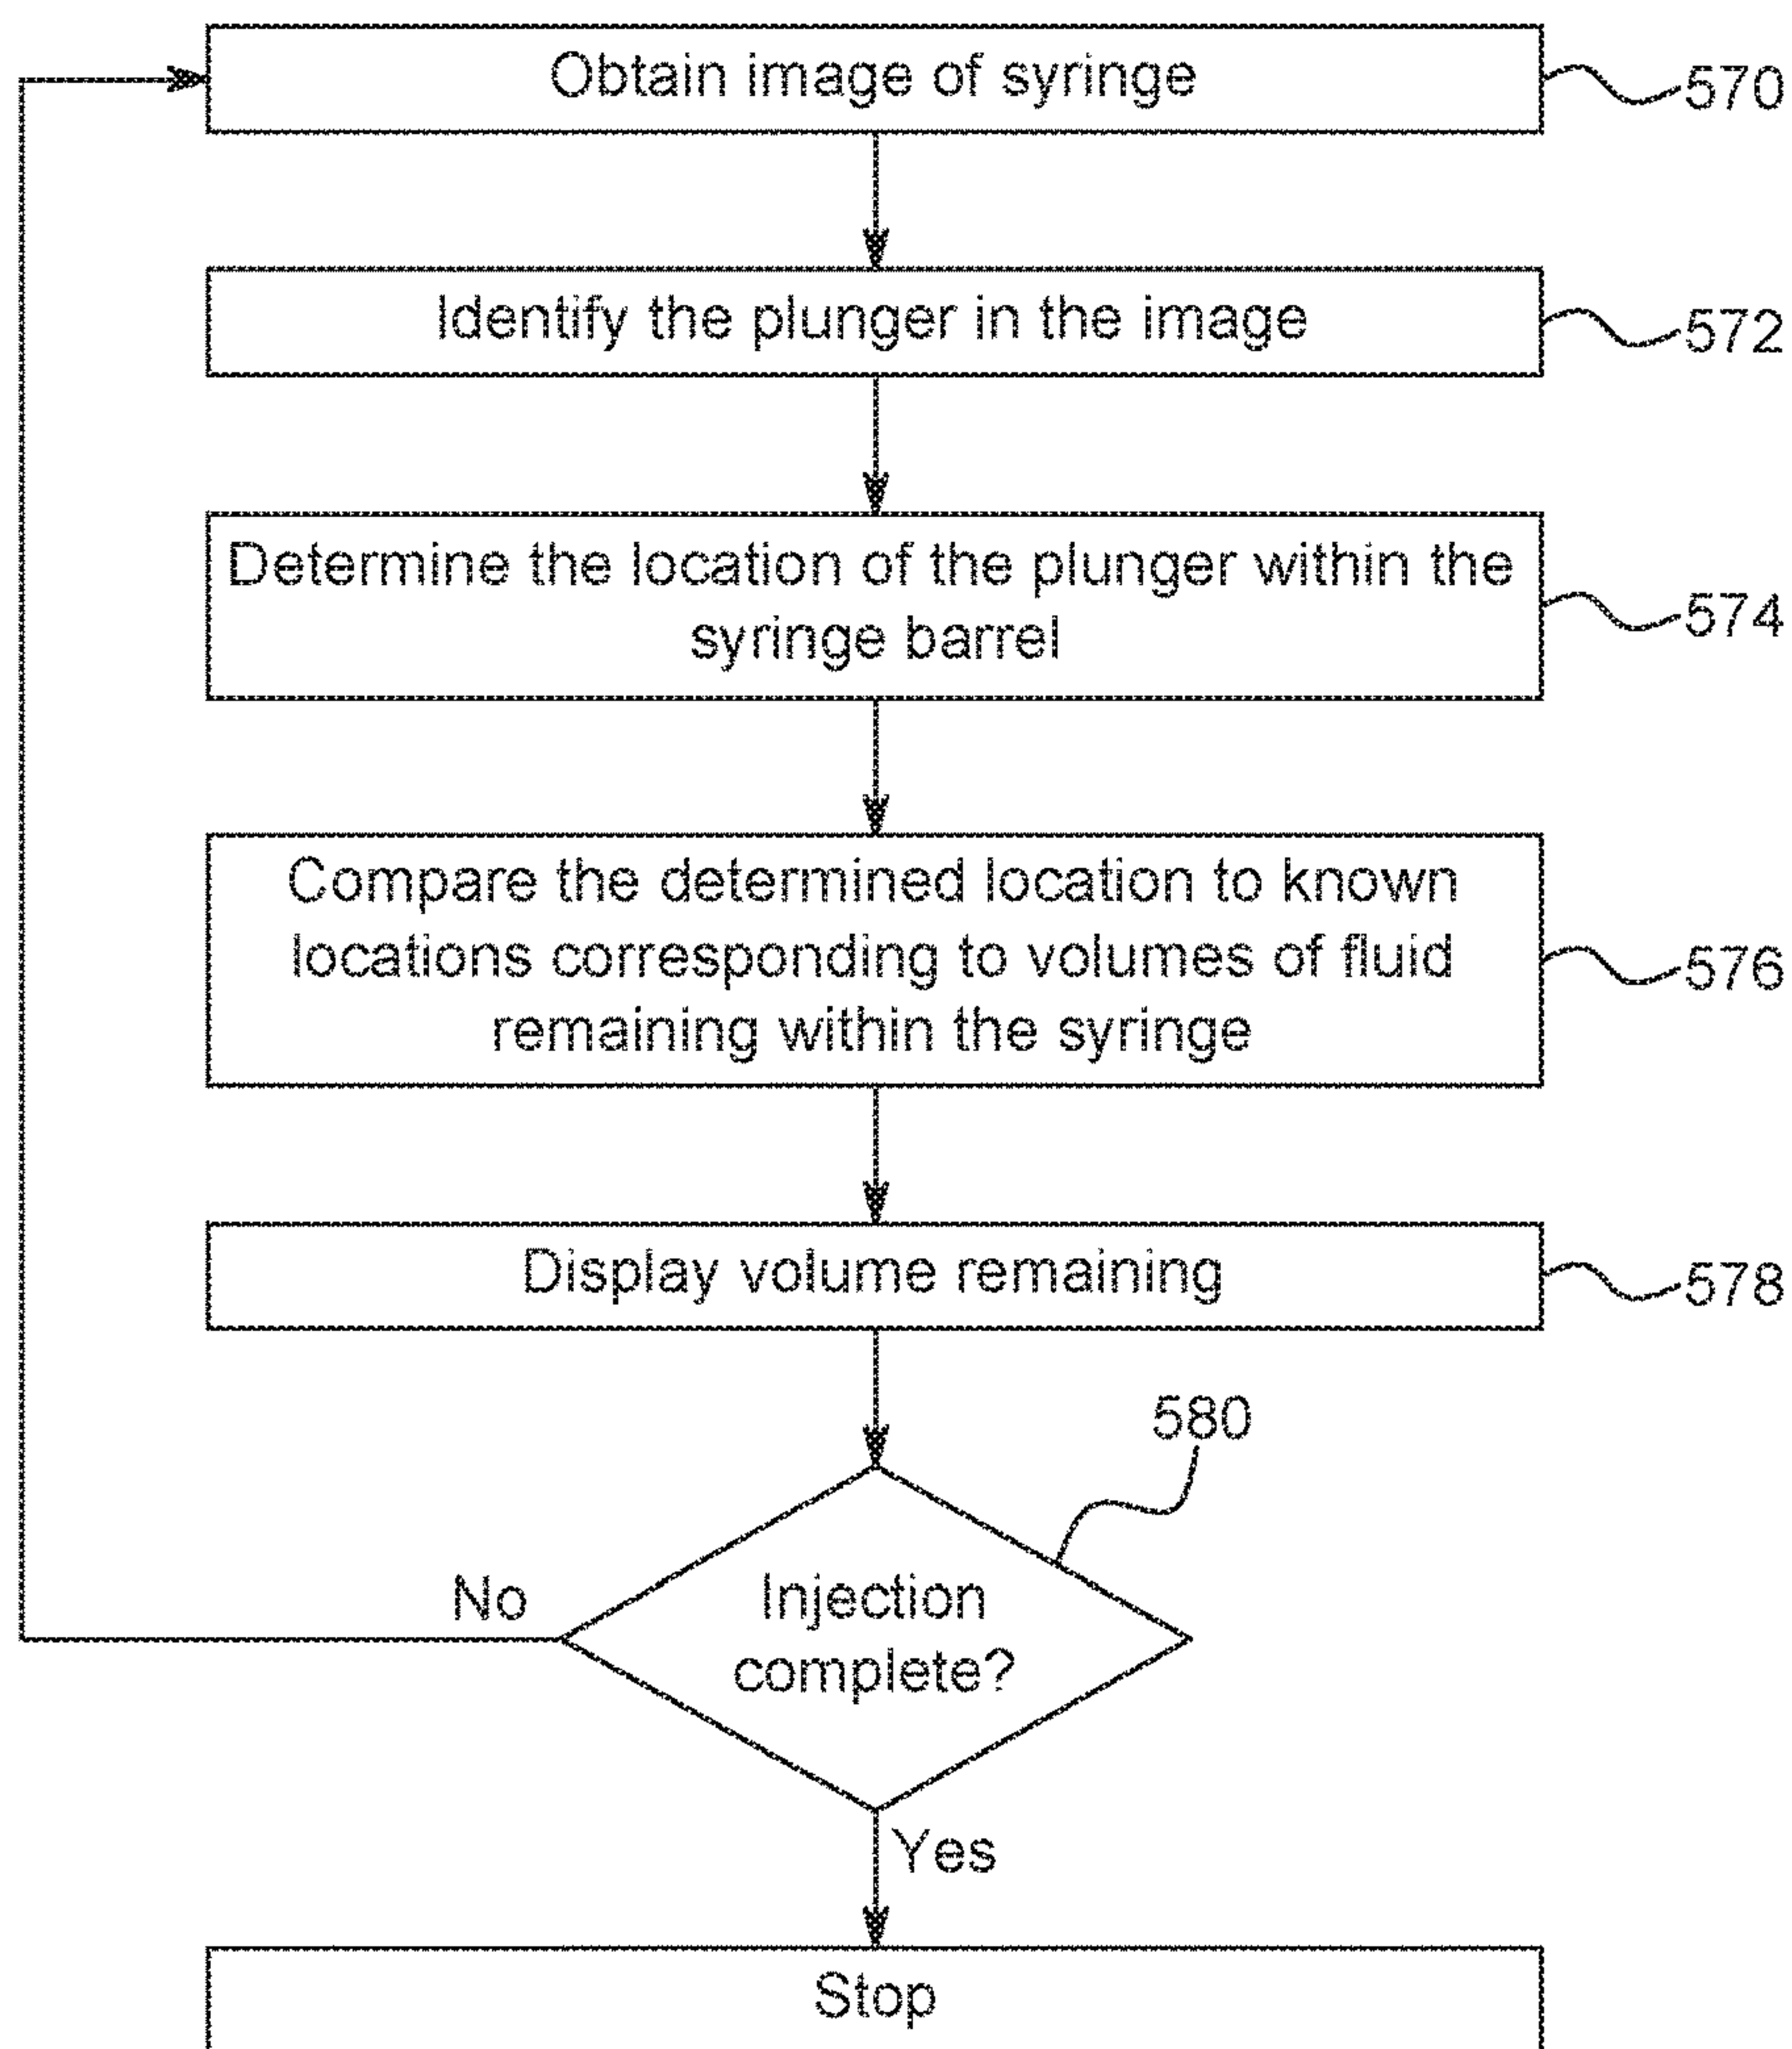 Obtain image of syringe
570
Identify the plunger in the image
572
Determine the location of the plunger within the
syringe barrel
574
Compare the determined location to known
locations corresponding to volumes of fluid
remaining within the syringe
576
Display volume remaining
578
580
No
Injection
complete?
Yes
Stop